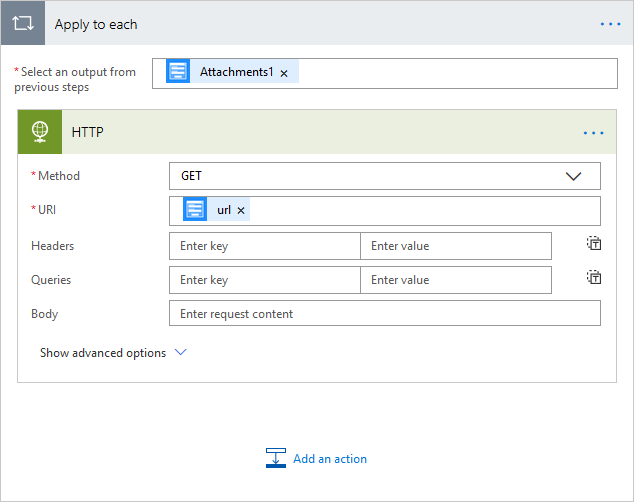 Apply to each
...
* Select an output from
previous steps
Attachments1 ×
HTTP
...
* Method
GET
* URI
url ×
Headers
Enter key
Enter value
T
Queries
Enter key
Enter value
T
Body
Enter request content
Show advanced options
Add an action